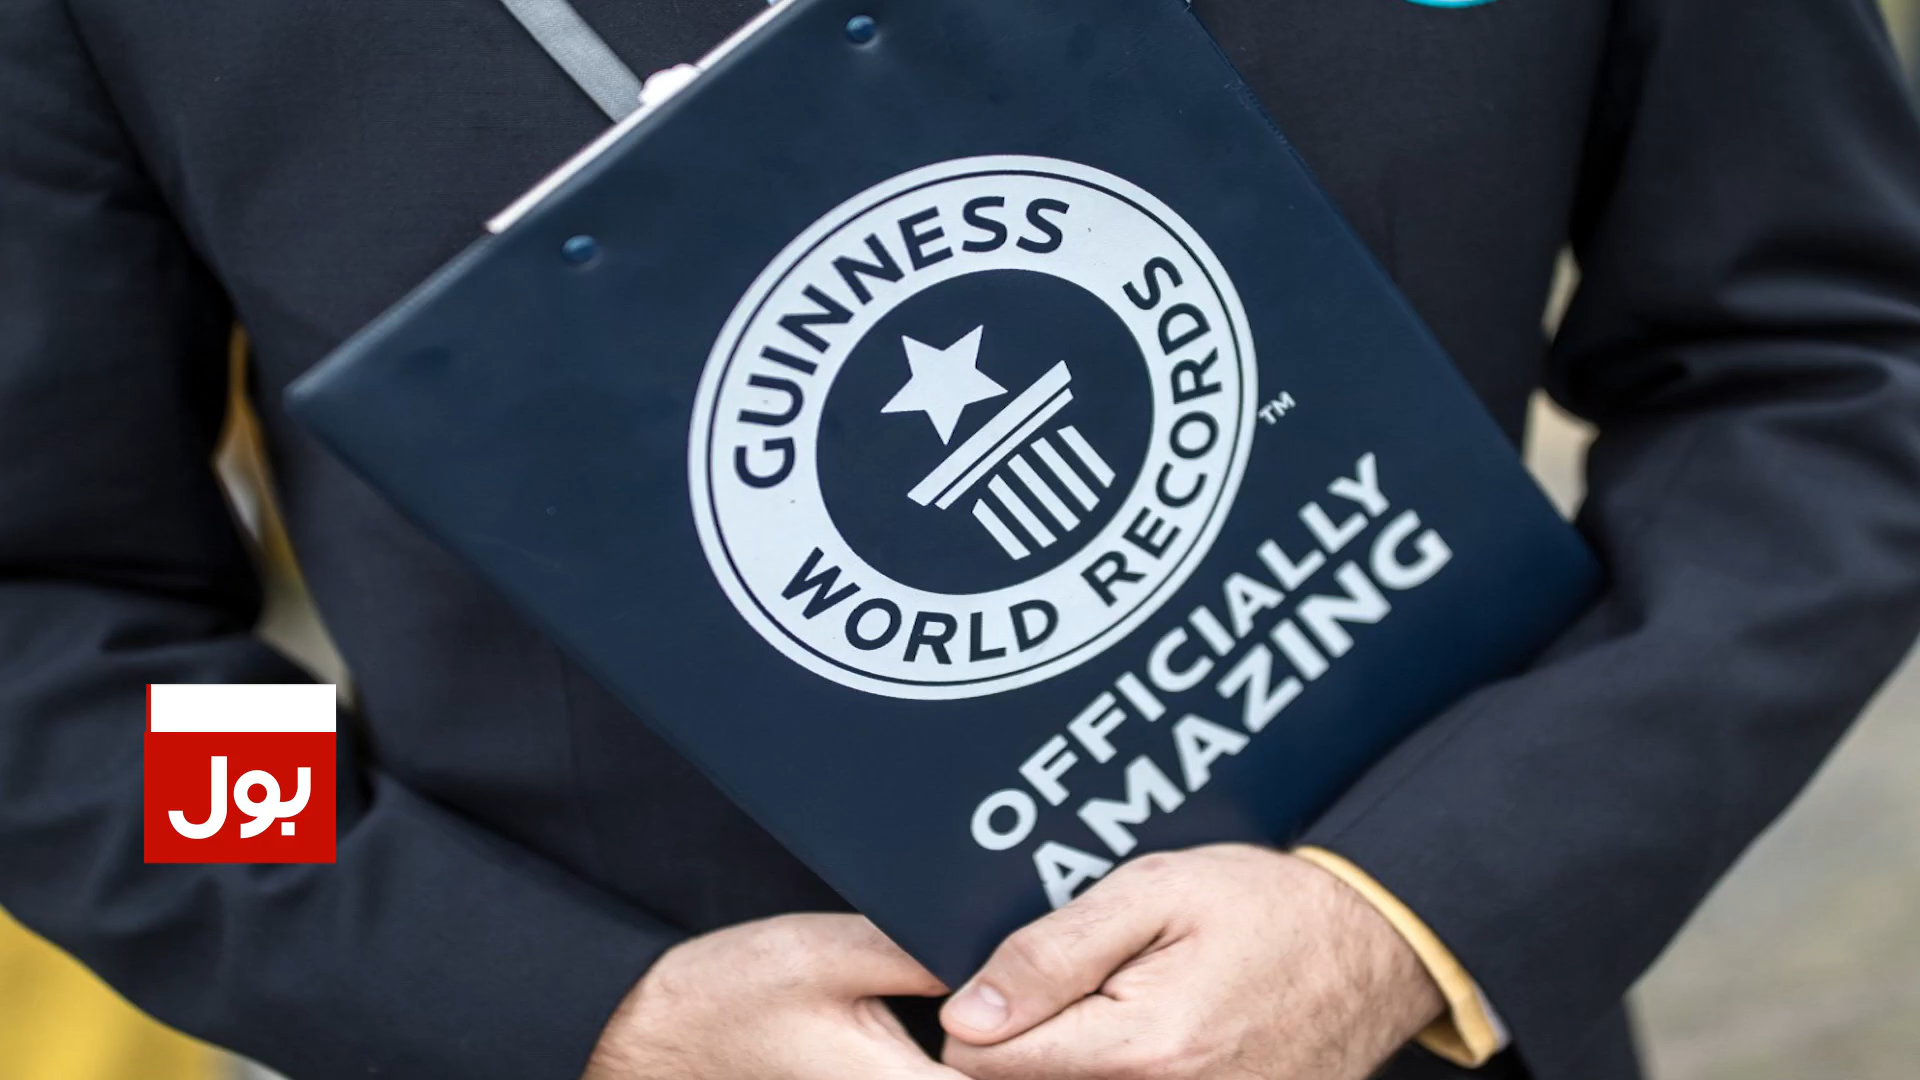 GUINNESS
WORLD RECORDS
TM
OFFICIALLY
AMAZING
بول